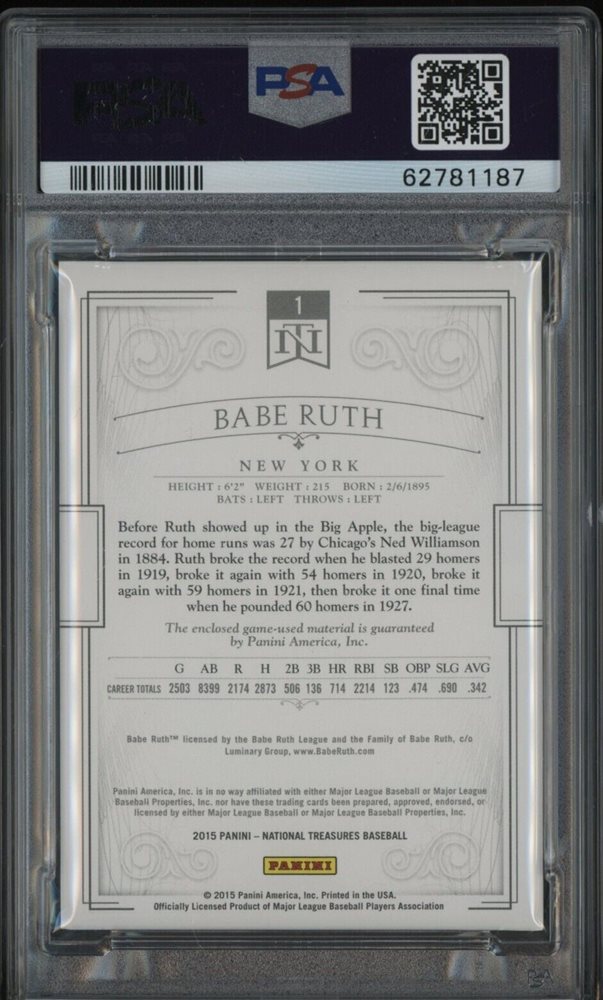 PSA
PSA
62781187
1
NT
BABE RUTH
NEW YORK
HEIGHT : 6'2" WEIGHT : 215 BORN : 2/6/1895
BATS : LEFT THROWS : LEFT
Before Ruth showed up in the Big Apple, the big-league
record for home runs was 27 by Chicago's Ned Williamson
in 1884. Ruth broke the record when he blasted 29 homers
in 1919, broke it again with 54 homers in 1920, broke it
again with 59 homers in 1921, then broke it one final time
when he pounded 60 homers in 1927.
The enclosed game-used material is guaranteed
by Panini America, Inc.
G AB R H 2B 3B HR RBI SB OBP SLG AVG
CAREER TOTALS 2503 8399 2174 2873 506 136 714 2214 123 .474 .690 .342
Babe Ruth™ licensed by the Babe Ruth League and the Family of Babe Ruth, c/o
Luminary Group, www.BabeRuth.com
Panini America, Inc. is in no way affiliated with either Major League Baseball or Major League
Baseball Properties, Inc. nor have these trading cards been prepared, approved, endorsed, or
licensed by either Major League Baseball or Major League Baseball Properties, Inc.
2015 PANINI – NATIONAL TREASURES BASEBALL
PANINI
© 2015 Panini America, Inc. Printed in the USA.
Officially Licensed Product of Major League Baseball Players Association
PSA